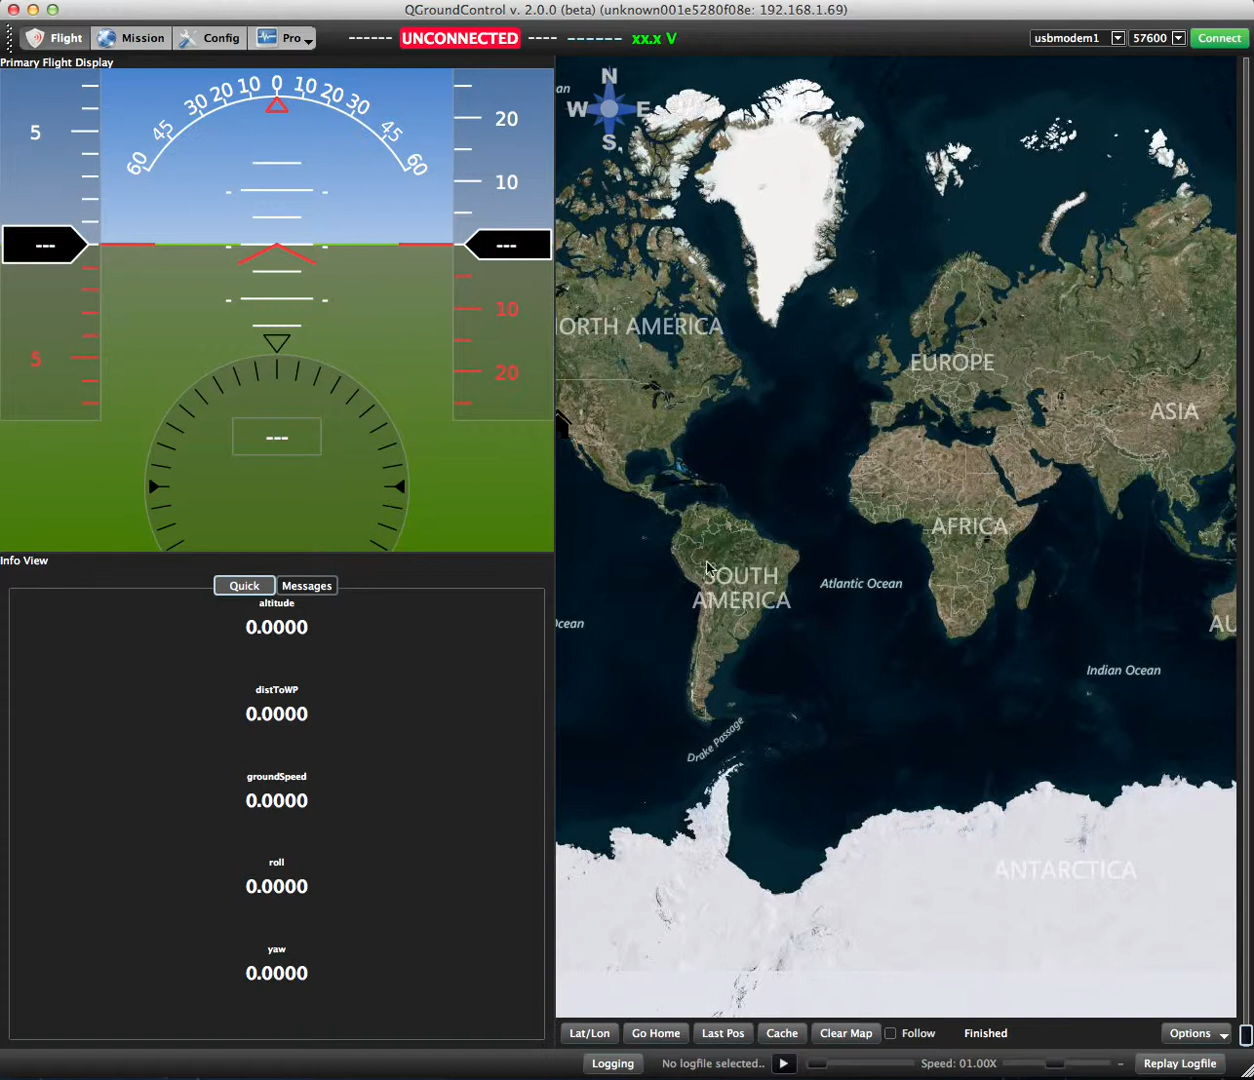 QGroundControl v. 2.0.0 (beta) (unknown001e5280f08e: 192.168.1.69)
Flight Mission Config Pro ------ UNCONNECTED ---- ------ xx.x V usbmodem1 57600 Connect
Primary Flight Display
60 45 30 20 10 0 10 20 30 45 60
5
20
10
---
---
10
5
20
---
N
W E
S
an
ORTH AMERICA
EUROPE
ASIA
AFRICA
SOUTH
AMERICA
Atlantic Ocean
cean
AU
Indian Ocean
Drake Passage
ANTARCTICA
Info View
Quick Messages
altitude
0.0000
distToWP
0.0000
groundSpeed
0.0000
roll
0.0000
yaw
0.0000
Lat/Lon Go Home Last Pos Cache Clear Map Follow Finished Options
Logging No logfile selected.. Speed: 01.00X – Replay Logfile